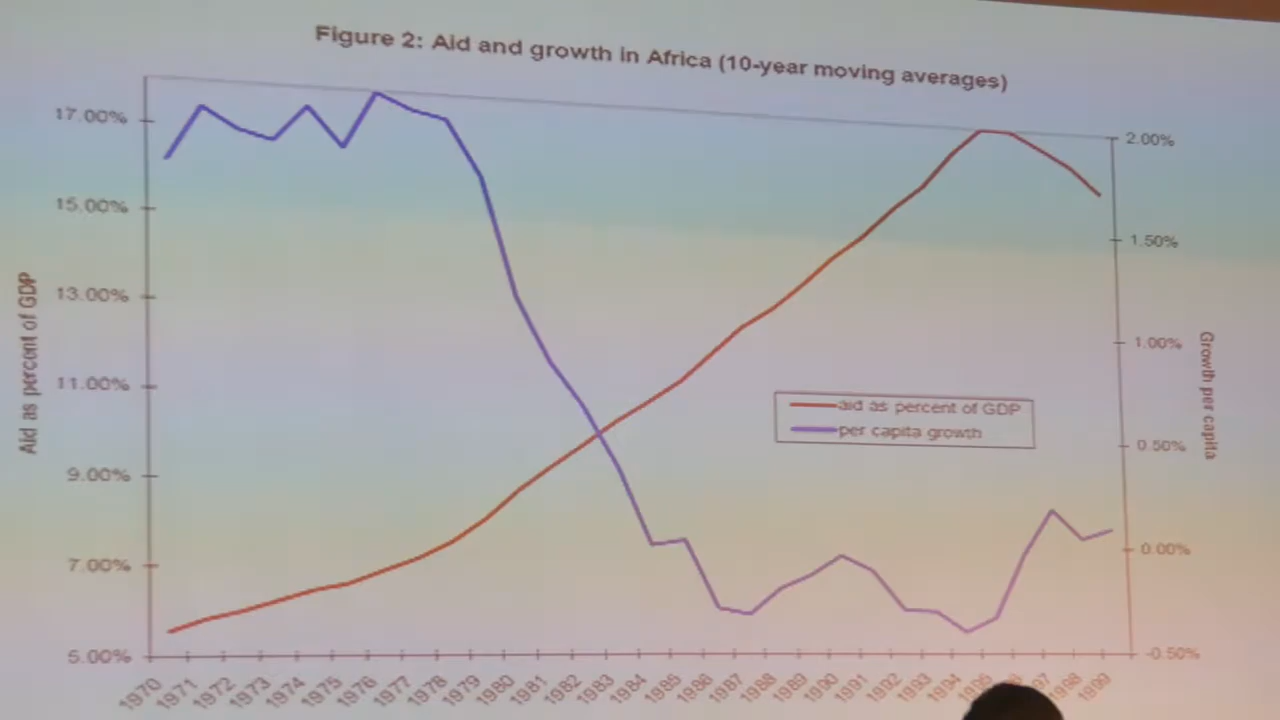 Figure 2: Aid and growth in Africa (10-year moving averages)
17.00%
15.00%
13.00%
11.00%
9.00%
7.00%
5.00%
Aid as percent of GDP
2.00%
1.50%
1.00%
0.50%
0.00%
-0.50%
Growth per capita
aid as percent of GDP
per capita growth
1970 1971 1972 1973 1974 1975 1976 1977 1978 1979 1980 1981 1982 1983 1984 1985 1986 1987 1988 1989 1990 1991 1992 1993 1994 1998 1999